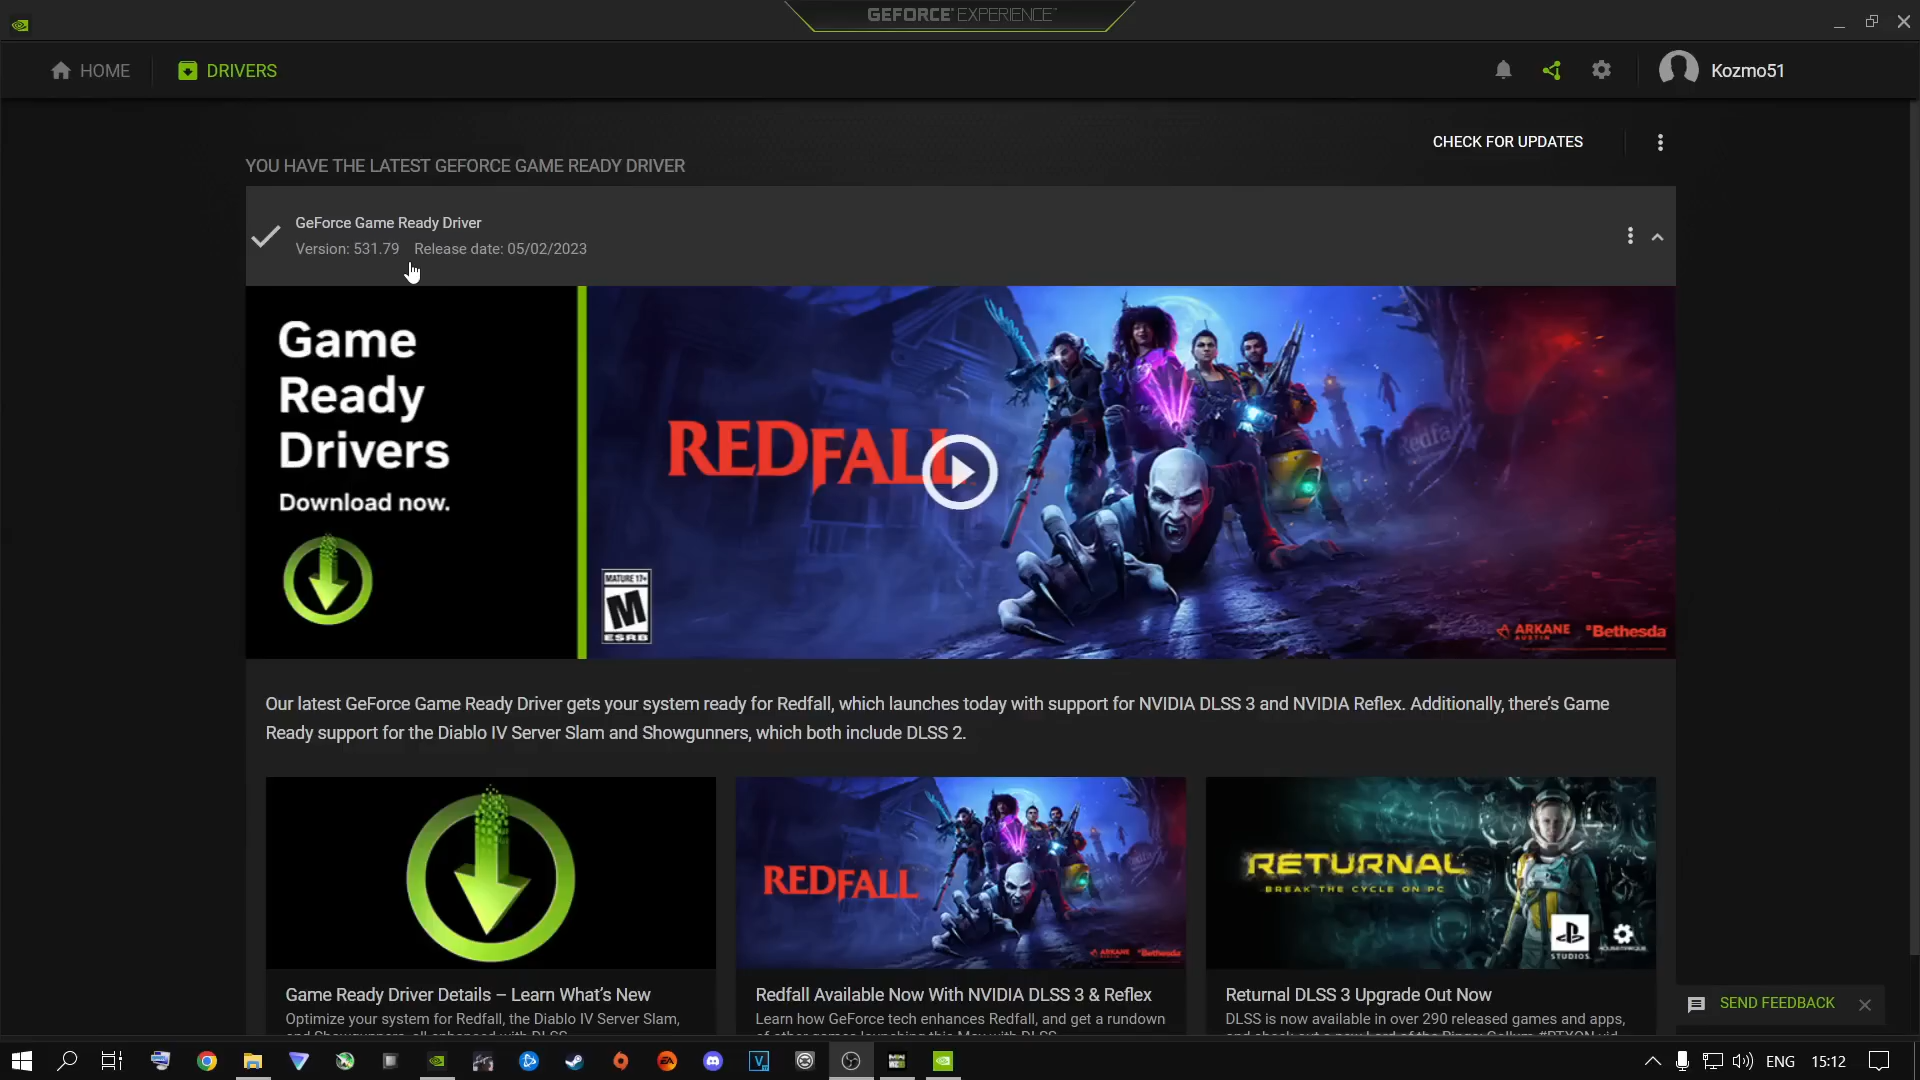 GEFORCE EXPERIENCE
HOME
DRIVERS
Kozmo51
CHECK FOR UPDATES
YOU HAVE THE LATEST GEFORCE GAME READY DRIVER
GeForce Game Ready Driver
Version: 531.79 Release date: 05/02/2023
Game
Ready
Drivers
Download now.
REDFALL
Redfall
MATURE 17+
M
ESRB
ARKANE
AUSTIN
Bethesda
Our latest GeForce Game Ready Driver gets your system ready for Redfall, which launches today with support for NVIDIA DLSS 3 and NVIDIA Reflex. Additionally, there's Game
Ready support for the Diablo IV Server Slam and Showgunners, which both include DLSS 2.
REDFALL
ARKANE
Bethesda
RETURNAL
BREAK THE CYCLE ON PC
STUDIOS
Game Ready Driver Details – Learn What's New
Optimize your system for Redfall, the Diablo IV Server Slam,
Redfall Available Now With NVIDIA DLSS 3 & Reflex
Learn how GeForce tech enhances Redfall, and get a rundown
Returnal DLSS 3 Upgrade Out Now
DLSS is now available in over 290 released games and apps,
SEND FEEDBACK
ENG
15:12